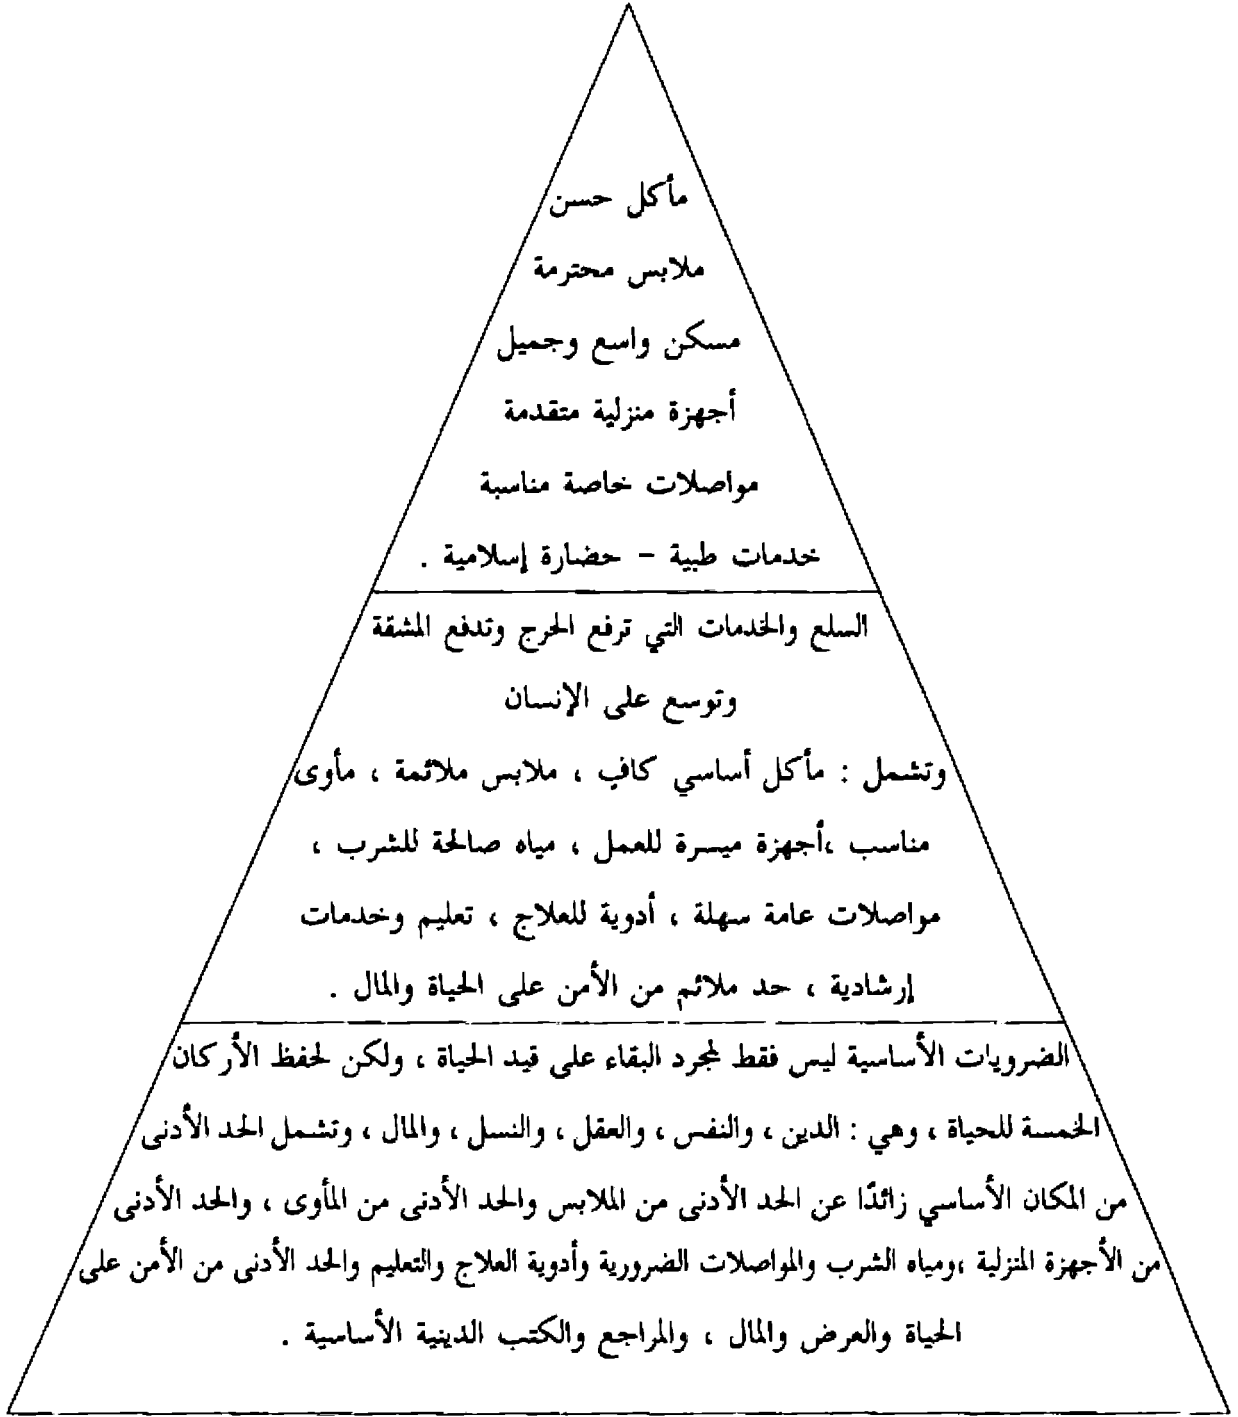 مأكل حسن
ملابس محترمة
مسكن واسع وجميل
أجهزة منزلية متقدمة
مواصلات خاصة مناسبة
خدمات طبية – حضارة إسلامية .
السلع والخدمات التي ترفع الحرج وتدفع المشقة
وتوسع على الإنسان
وتشمل : مأكل أساسي كافٍ ، ملابس ملائمة ، مأوى
مناسب ،أجهزة ميسرة للعمل ، مياه صالحة للشرب ،
مواصلات عامة سهلة ، أدوية للعلاج ، تعليم وخدمات
إرشادية ، حد ملائم من الأمن على الحياة والمال .
الضرويات الأساسية ليس فقط لمجرد البقاء على قيد الحياة ، ولكن لحفظ الأركان
الخمسة للحياة ، وهي : الدين ، والنفس ، والعقل ، والنسل ، والمال ، وتشمل الحد الأدنى
من المكان الأساسي زائدًا عن الحد الأدنى من الملابس والحد الأدنى من المأوى ، والحد الأدنى
من الأجهزة المنزلية ،ومياه الشرب والمواصلات الضرورية وأدوية العلاج والتعليم والحد الأدنى من الأمن على
الحياة والعرض والمال ، والمراجع والكتب الدينية الأساسية .